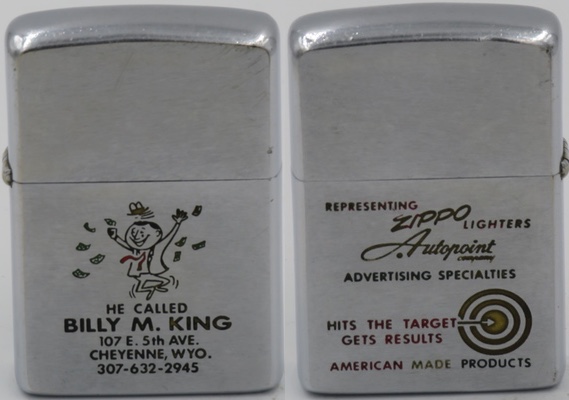 HE CALLED
BILLY M. KING
107 E. 5th AVE.
CHEYENNE, WYO.
307-632-2945
REPRESENTING
ZIPPO LIGHTERS
Autopoint
company
ADVERTISING SPECIALTIES
HITS THE TARGET
GETS RESULTS
AMERICAN MADE PRODUCTS